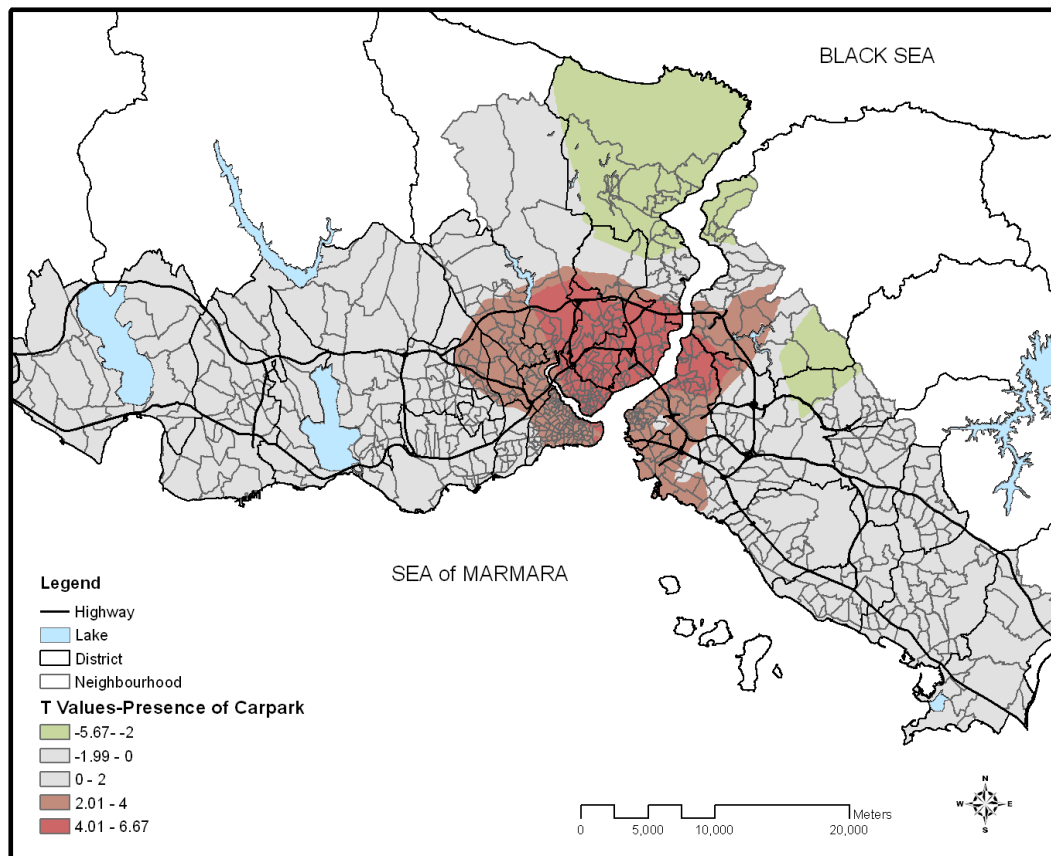 BLACK SEA
SEA of MARMARA
Legend
Highway
Lake
District
Neighbourhood
T Values-Presence of Carpark
-5.67- -2
-1.99 - 0
0 - 2
2.01 - 4
4.01 - 6.67
N
W E
S
Meters
0 5,000 10,000 20,000